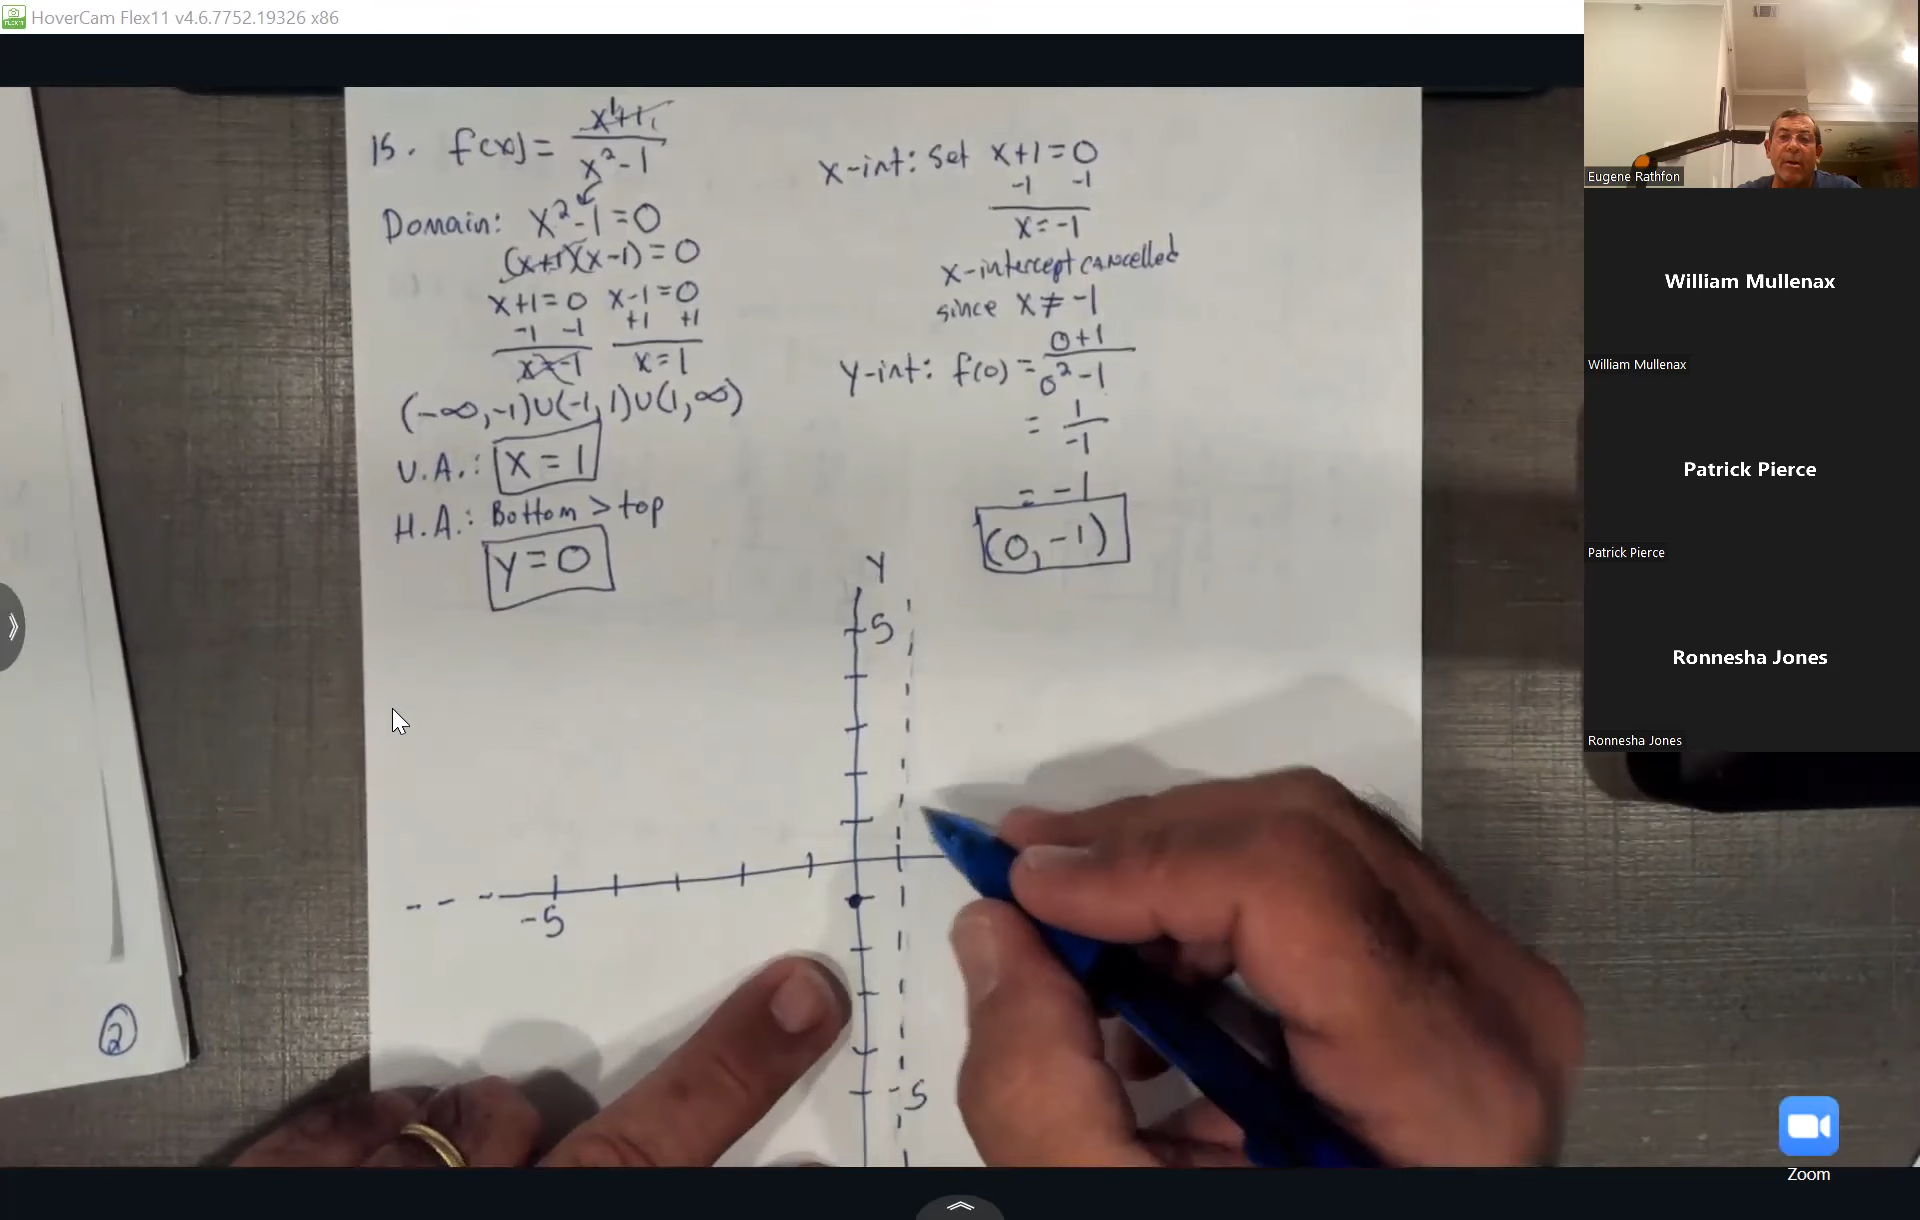 HoverCam Flex11 v4.6.7752.19326 x86
15. f(x) = x+1 / x² - 1
Domain: x² - 1 = 0
(x+1)(x-1) = 0
x+1 = 0 x-1 = 0
-1 -1 +1 +1
x = -1 x = 1
(-∞, -1)∪(-1, 1)∪(1, ∞)
V.A.: x = 1
H.A.: Bottom > top
y = 0
x-int: set x+1 = 0
-1 -1
x = -1
x-intercept cancelled
since x ≠ -1
y-int: f(0) = 0+1 / 0² - 1
= 1 / -1
= -1
(0, -1)
y
5
-5
-5
2
Eugene Rathfon
William Mullenax
William Mullenax
Patrick Pierce
Patrick Pierce
Ronnesha Jones
Ronnesha Jones
Zoom